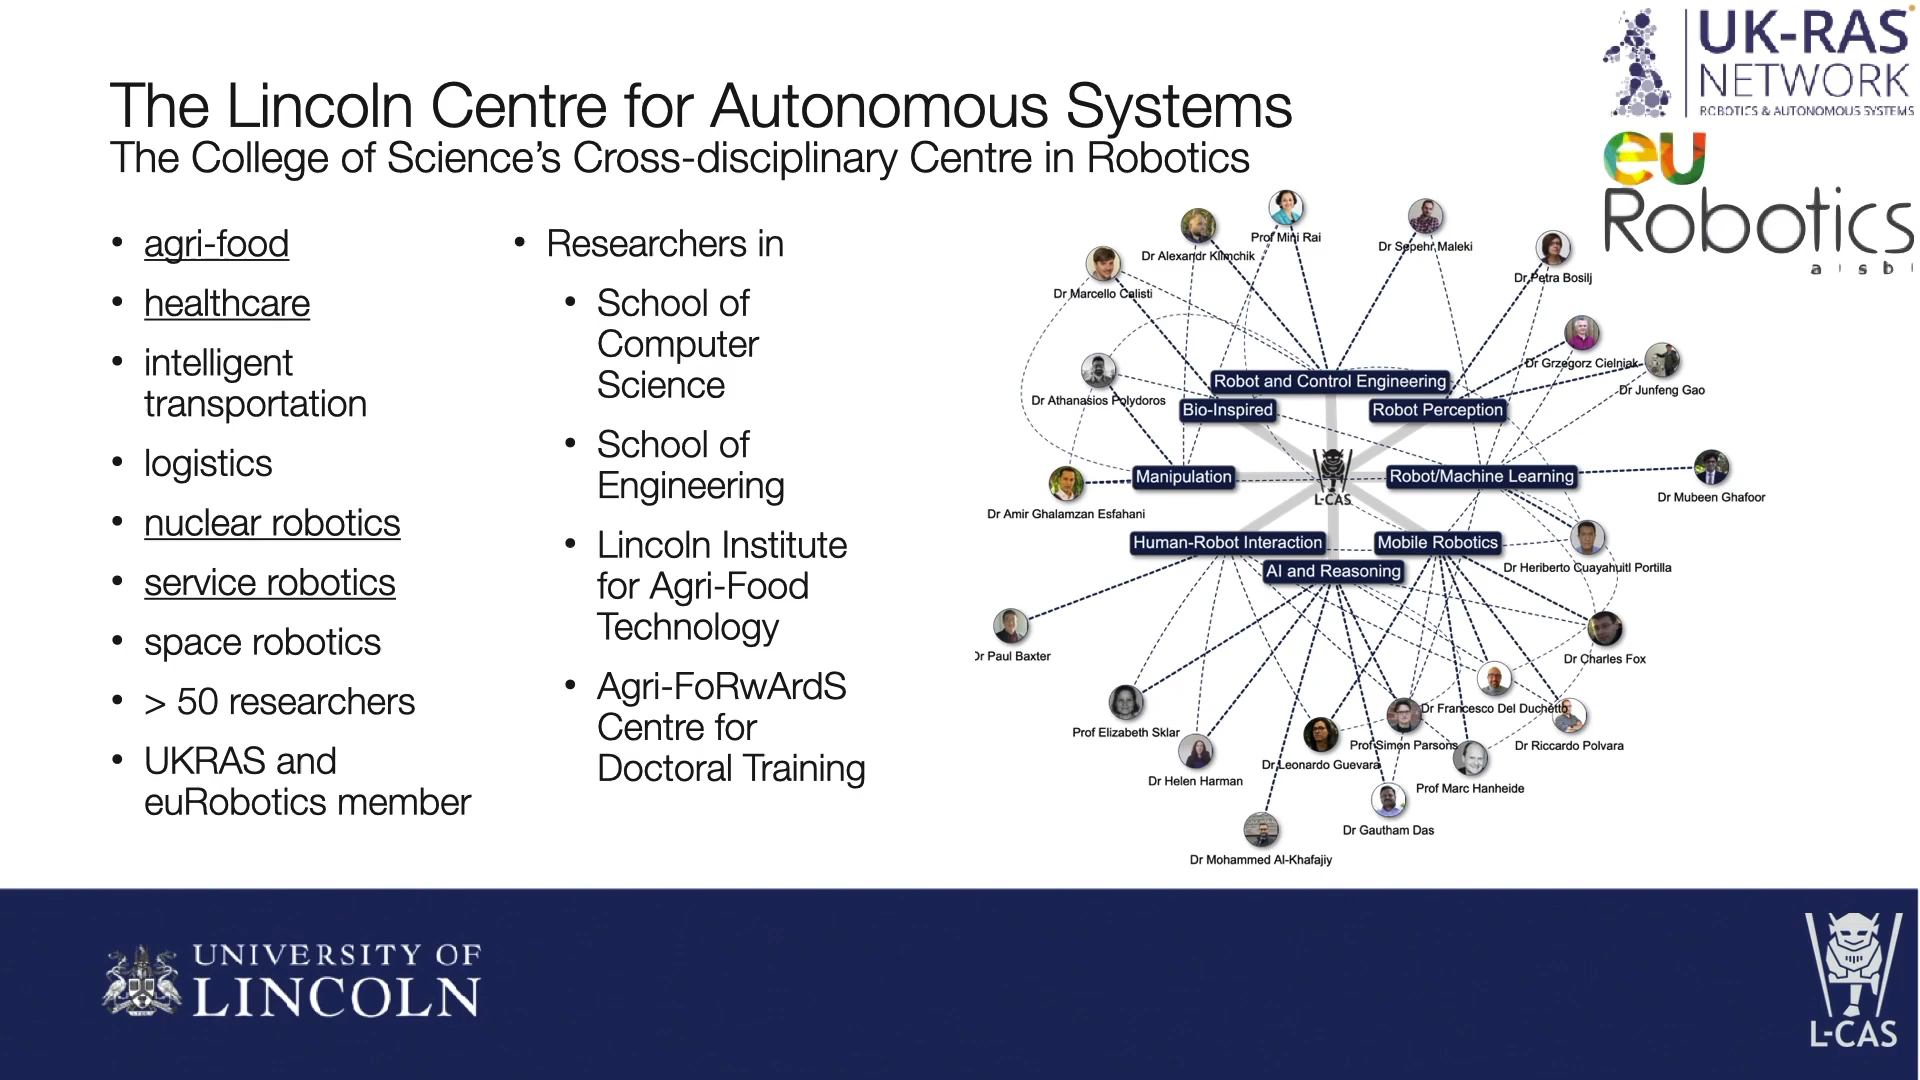 The Lincoln Centre for Autonomous Systems
The College of Science’s Cross-disciplinary Centre in Robotics
• agri-food
• healthcare
• intelligent
transportation
• logistics
• nuclear robotics
• service robotics
• space robotics
• > 50 researchers
• UKRAS and
euRobotics member
• Researchers in
• School of
Computer
Science
• School of
Engineering
• Lincoln Institute
for Agri-Food
Technology
• Agri-FoRwArdS
Centre for
Doctoral Training
UK-RAS
NETWORK
ROBOTICS & AUTONOMOUS SYSTEMS
eu
Robotics
a i s b l
Prof Mini Rai
Dr Alexandr Klimchik
Dr Sepehr Maleki
Dr Petra Bosilj
Dr Marcello Calisti
Dr Grzegorz Cielniak
Dr Junfeng Gao
Dr Athanasios Polydoros
Robot and Control Engineering
Bio-Inspired
Robot Perception
Manipulation
Robot/Machine Learning
L-CAS
Dr Mubeen Ghafoor
Dr Amir Ghalamzan Esfahani
Human-Robot Interaction
Mobile Robotics
AI and Reasoning
Dr Heriberto Cuayahuitl Portilla
Dr Paul Baxter
Dr Charles Fox
Dr Francesco Del Duchetto
Prof Elizabeth Sklar
Prof Simon Parsons
Dr Riccardo Polvara
Dr Leonardo Guevara
Dr Helen Harman
Prof Marc Hanheide
Dr Gautham Das
Dr Mohammed Al-Khafajiy
UNIVERSITY OF
LINCOLN
L-CAS